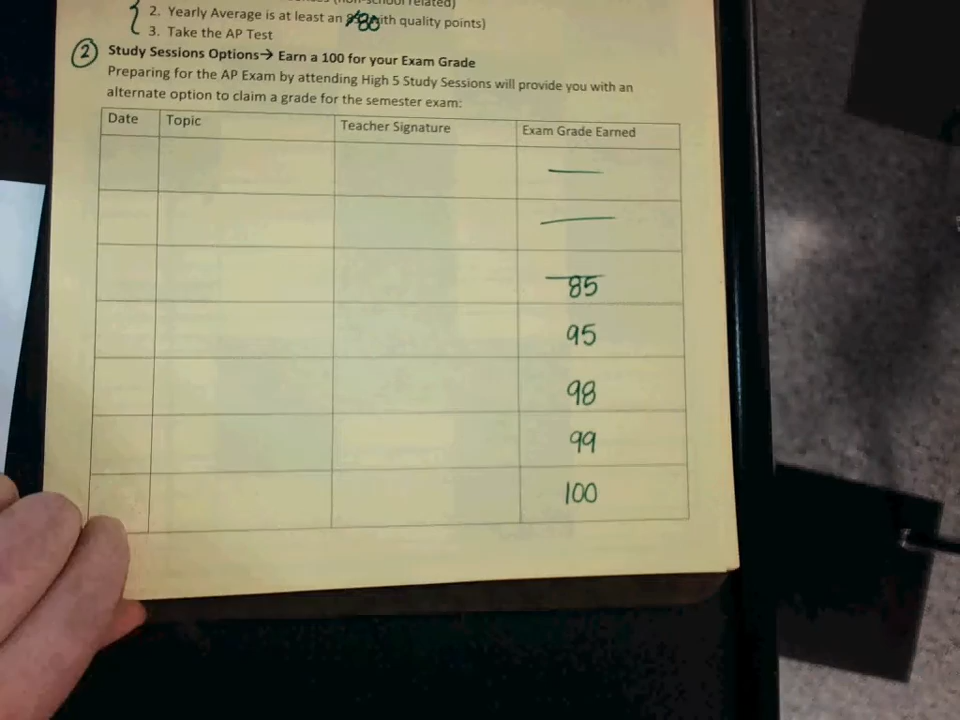 related)
2. Yearly Average is at least an 80 with quality points)
3. Take the AP Test
2 Study Sessions Options→ Earn a 100 for your Exam Grade
Preparing for the AP Exam by attending High 5 Study Sessions will provide you with an
alternate option to claim a grade for the semester exam:
Date Topic Teacher Signature Exam Grade Earned
85
95
98
99
100